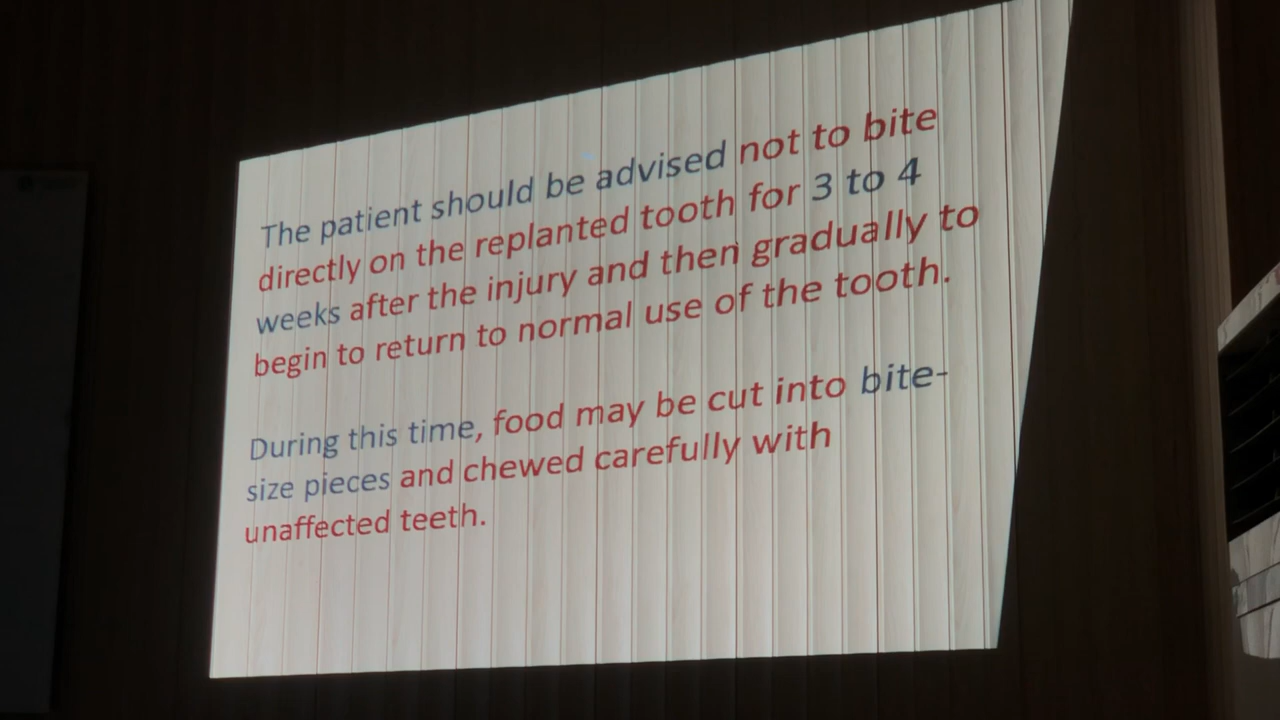 The patient should be advised not to bite
directly on the replanted tooth for 3 to 4
weeks after the injury and then gradually to
begin to return to normal use of the tooth.
During this time, food may be cut into bite-
size pieces and chewed carefully with
unaffected teeth.